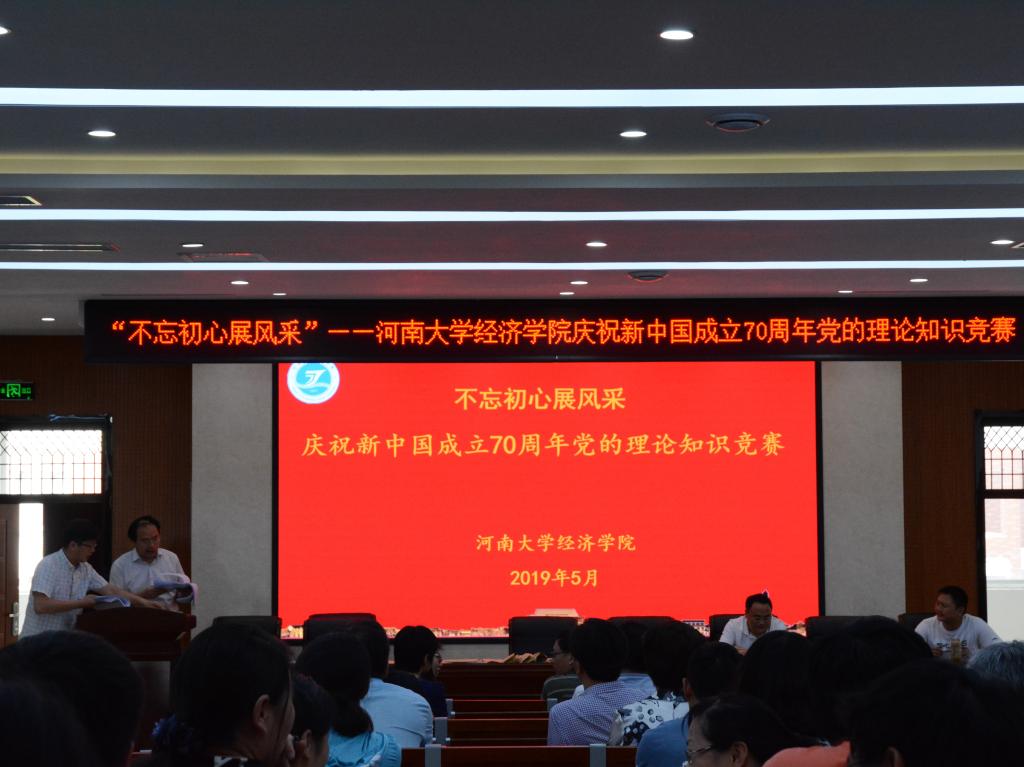 “不忘初心展风采”——河南大学经济学院庆祝新中国成立70周年党的理论知识竞赛
不忘初心展风采
庆祝新中国成立70周年党的理论知识竞赛
河南大学经济学院
2019年5月